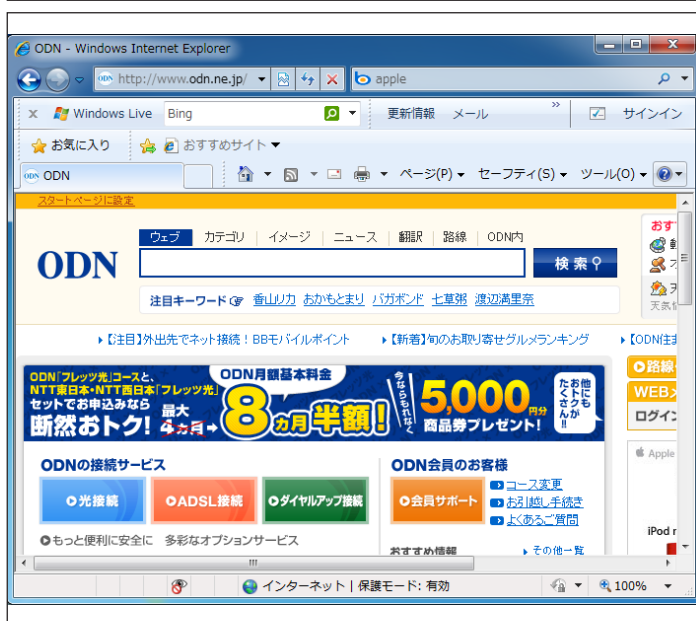 ODN - Windows Internet Explorer
http://www.odn.ne.jp/
apple
Windows Live
Bing
更新情報 メール
»
サインイン
お気に入り
おすすめサイト
ODN
ページ(P)
セーフティ(S)
ツール(O)
スタートページに設定
ウェブ カテゴリ イメージ ニュース 翻訳 路線 ODN内
ODN
検索
注目キーワード 香山リカ おかもとまり バガボンド 七草粥 渡辺満里奈
おす
天気
【注目】外出先でネット接続！BBモバイルポイント
【新着】旬のお取り寄せグルメランキング
【ODN住ま
ODN「フレッツ光」コースと、
NTT東日本・NTT西日本「フレッツ光」
セットでお申込みなら
断然おトク!
最大
4ヵ月
ODN月額基本料金
8ヵ月半額!
今ならもれなく
5,000円分
商品券プレゼント!
他にもおトクがたくさん!!
路線
WEBメ
ログイン
ODNの接続サービス
光接続
ADSL接続
ダイヤルアップ接続
もっと便利に安全に 多彩なオプションサービス
ODN会員のお客様
会員サポート
コース変更
お引越し手続き
よくあるご質問
おすすめ情報
その他一覧
Apple
iPod
インターネット | 保護モード: 有効
100%